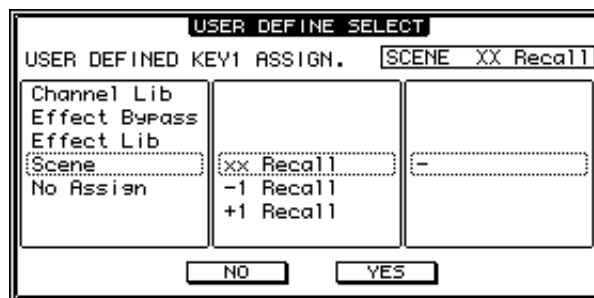 USER DEFINE SELECT
USER DEFINED KEY1 ASSIGN. SCENE XX Recall
Channel Lib
Effect Bypass
Effect Lib
Scene xx Recall -
No Assign -1 Recall
+1 Recall
NO YES